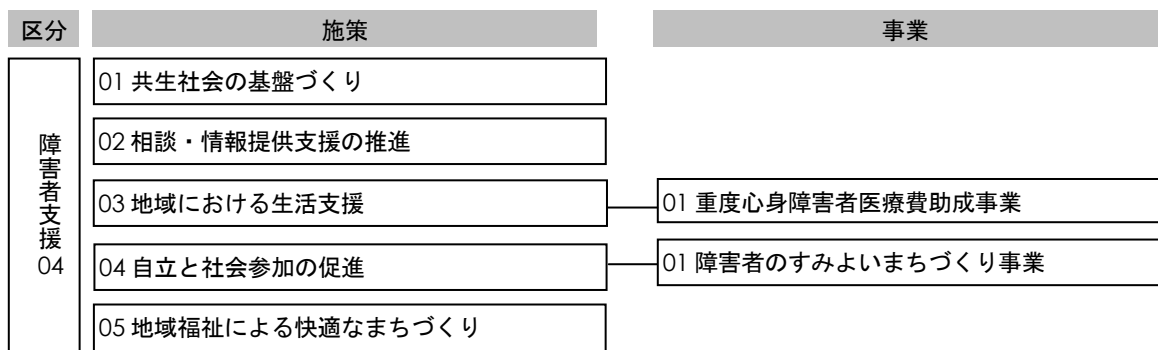 区分 施策 事業
障害者支援04
01 共生社会の基盤づくり
02 相談・情報提供支援の推進
03 地域における生活支援 01 重度心身障害者医療費助成事業
04 自立と社会参加の促進 01 障害者のすみよいまちづくり事業
05 地域福祉による快適なまちづくり